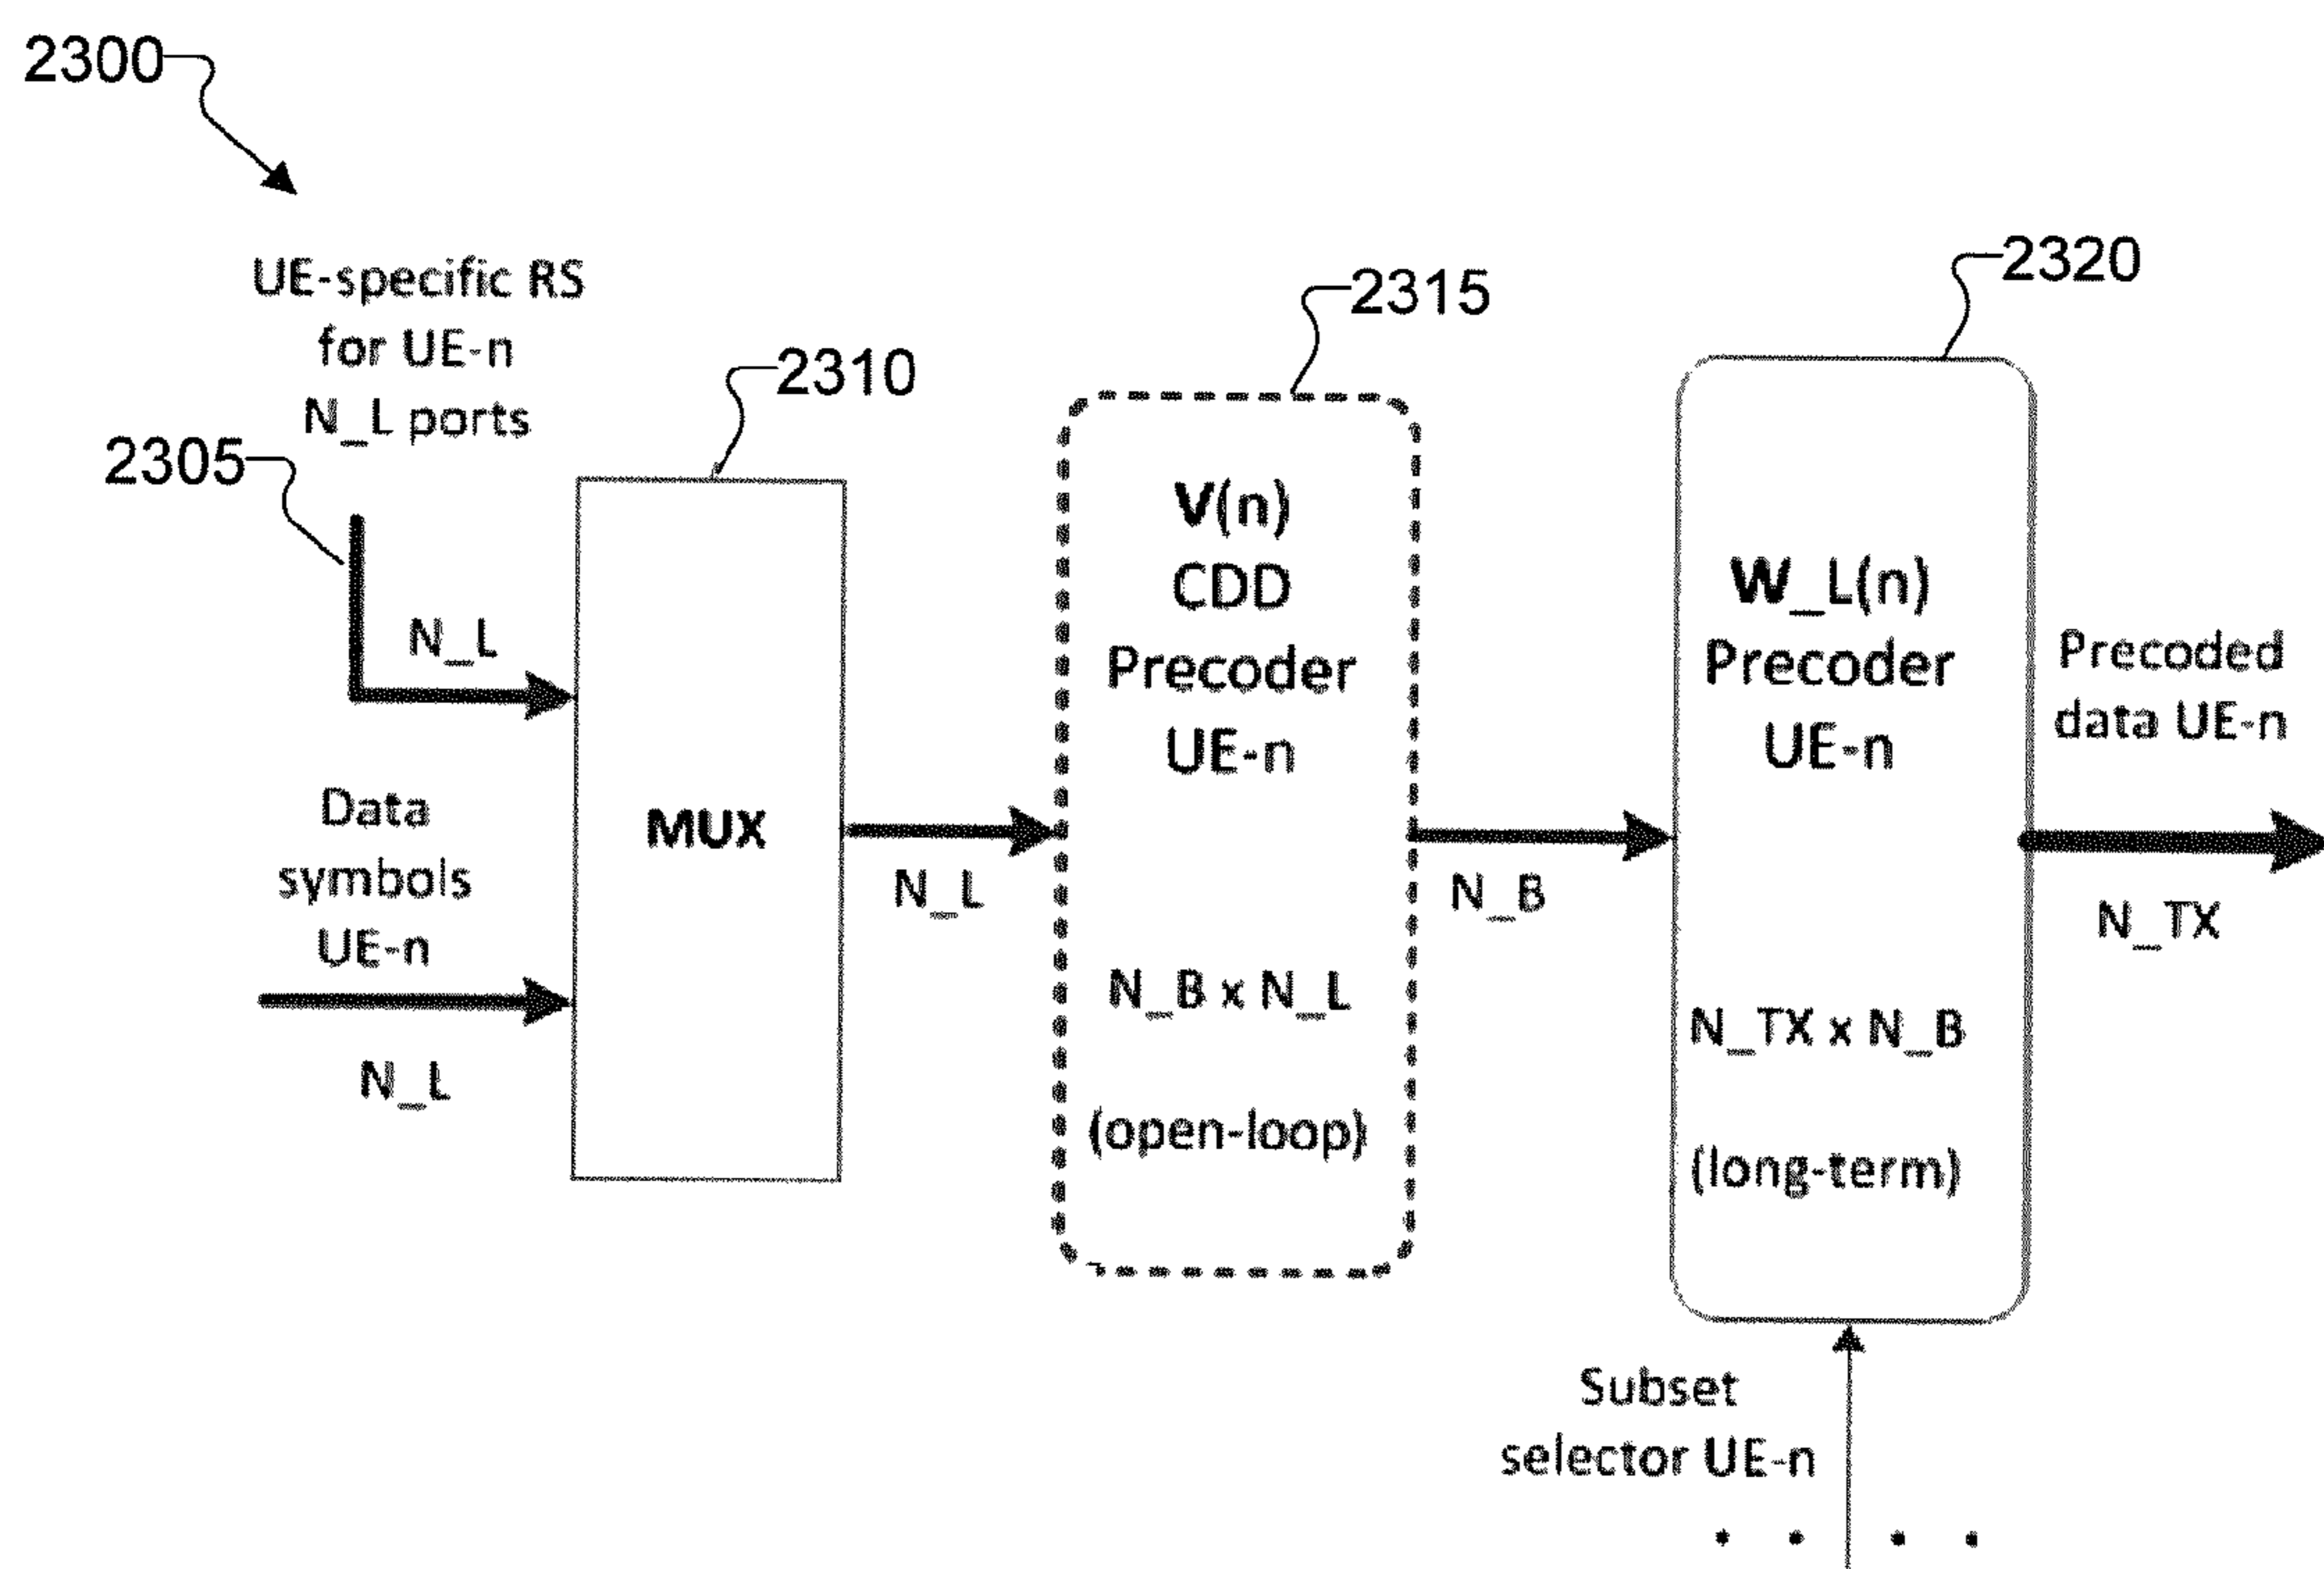 2300
UE-specific RS
for UE-n
N_L ports
2305
N_L
Data
symbols
UE-n
N_L
2310
MUX
N_L
2315
V(n)
CDD
Precoder
UE-n
N_B x N_L
(open-loop)
N_B
2320
W_L(n)
Precoder
UE-n
N_TX x N_B
(long-term)
Precoded
data UE-n
N_TX
Subset
selector UE-n